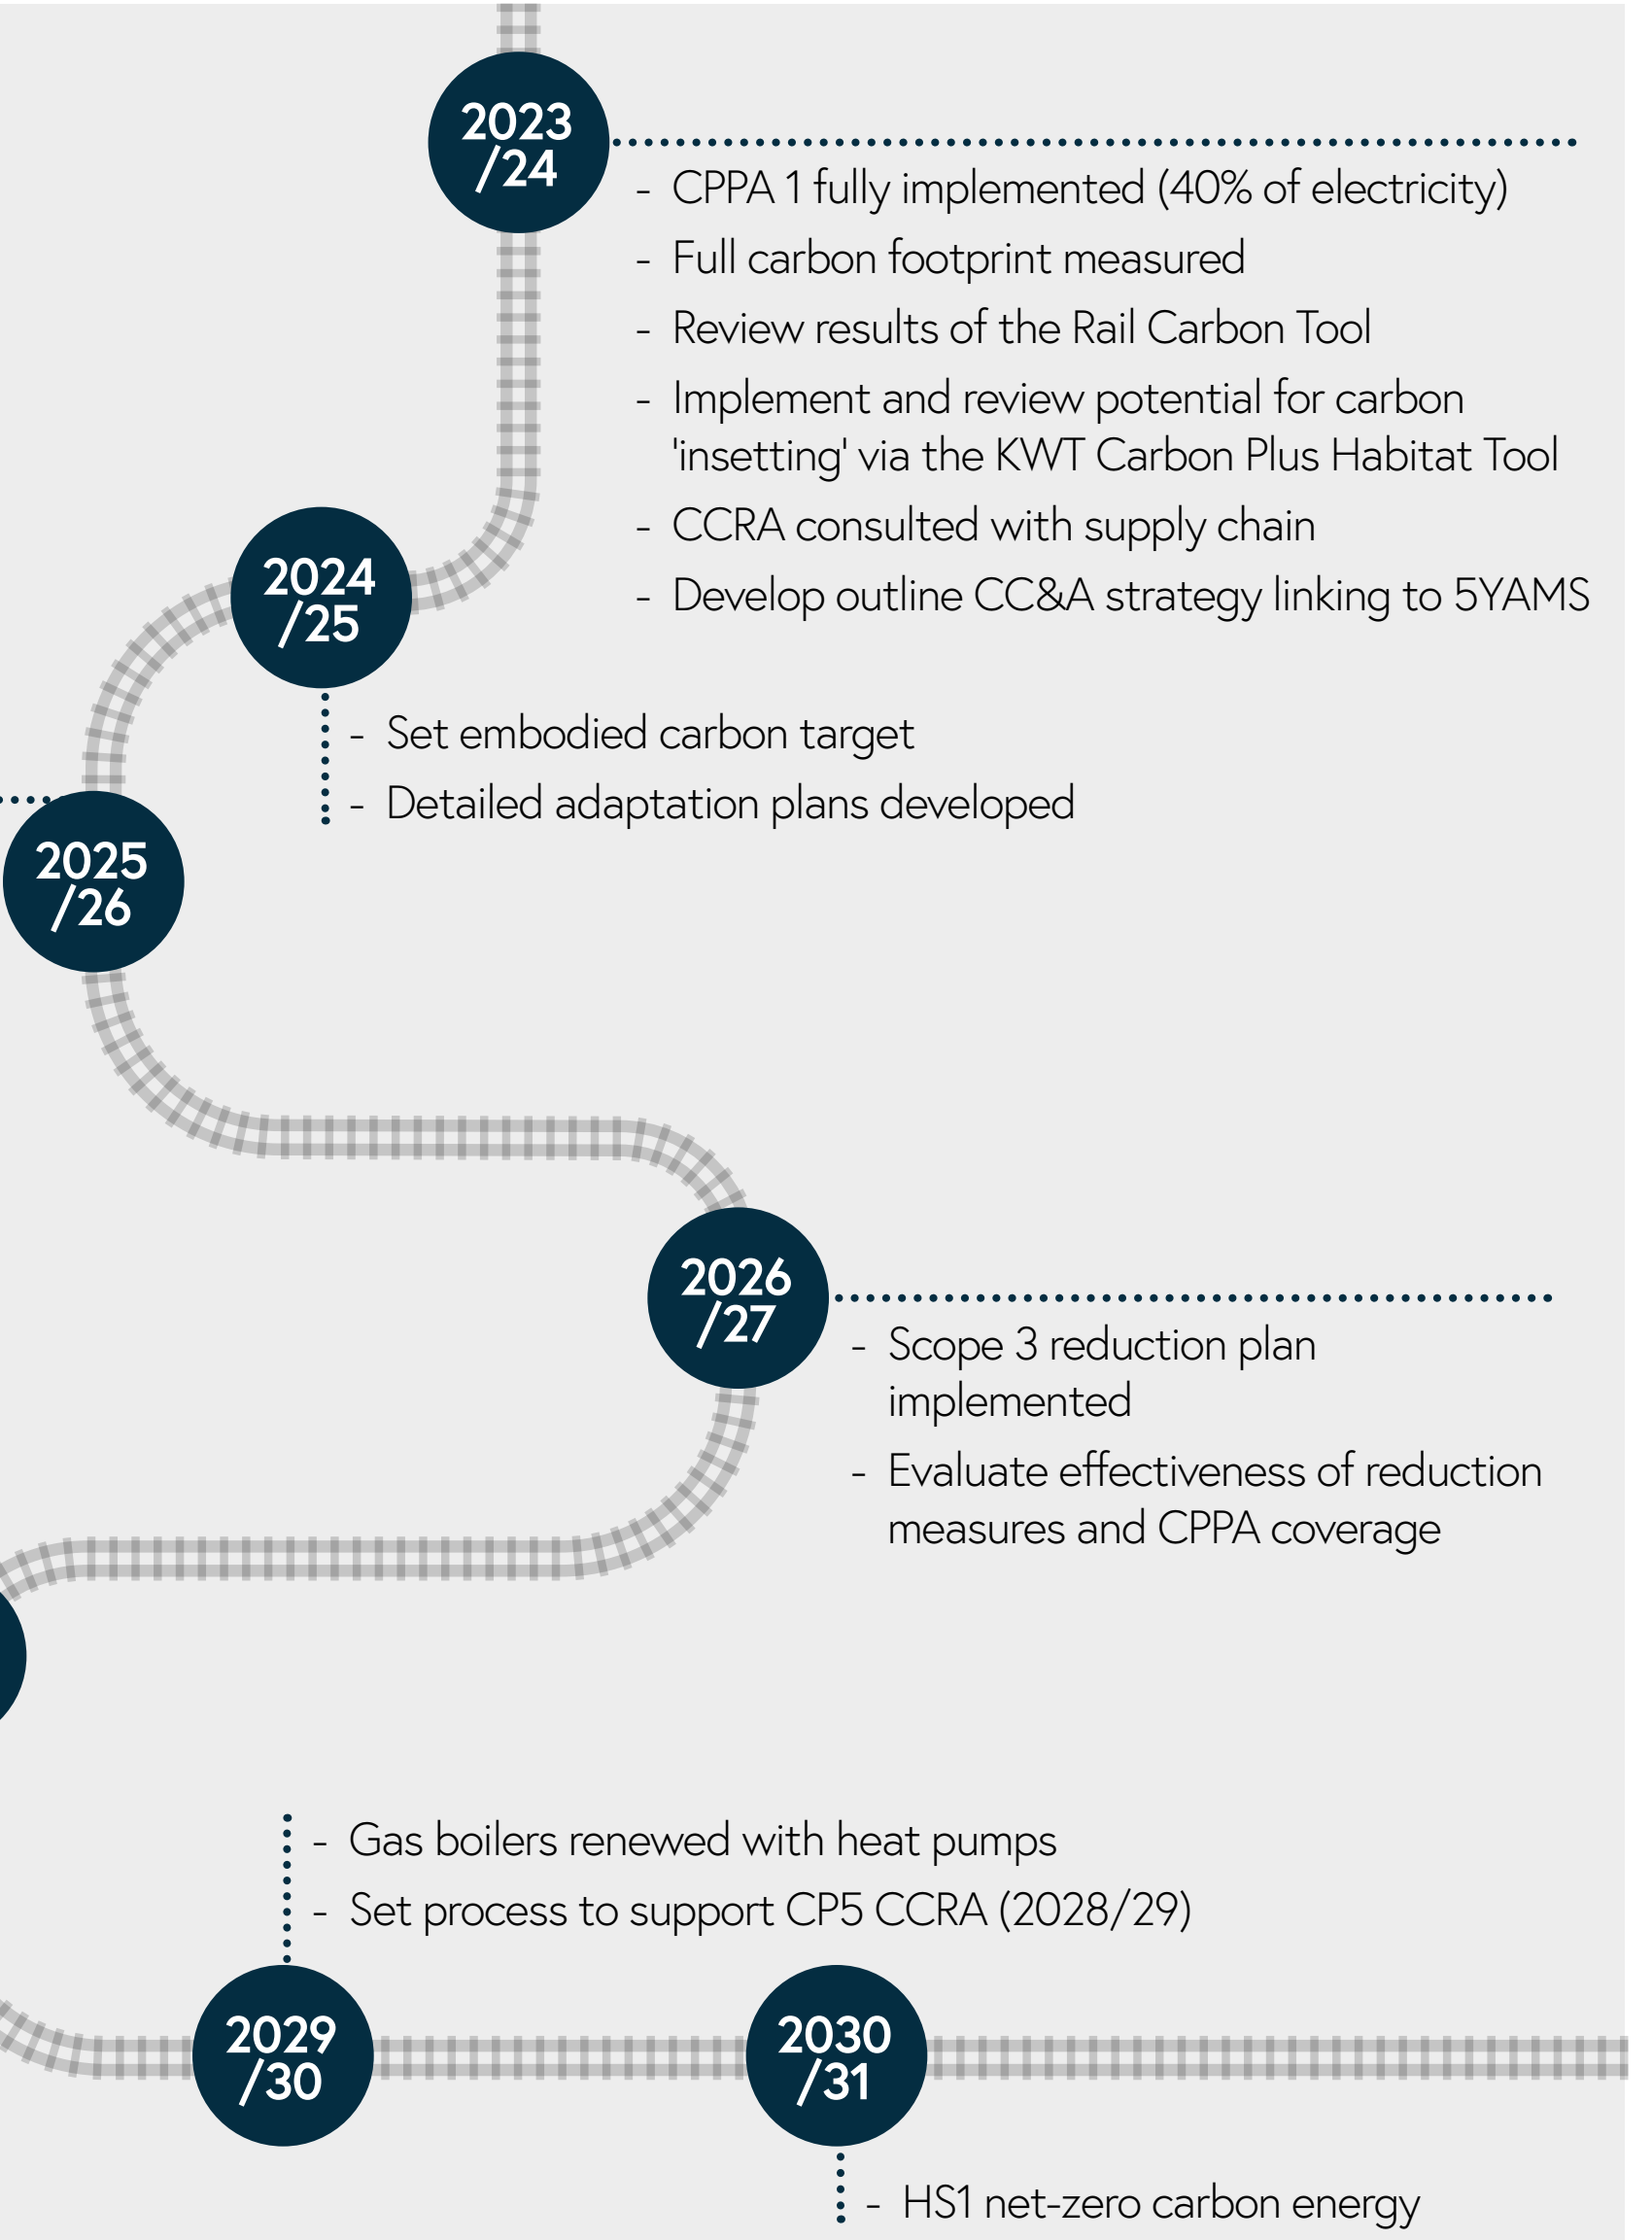 2023
/24
- CPPA 1 fully implemented (40% of electricity)
- Full carbon footprint measured
- Review results of the Rail Carbon Tool
- Implement and review potential for carbon
'insetting' via the KWT Carbon Plus Habitat Tool
- CCRA consulted with supply chain
- Develop outline CC&A strategy linking to 5YAMS
2024
/25
- Set embodied carbon target
- Detailed adaptation plans developed
2025
/26
2026
/27
- Scope 3 reduction plan
implemented
- Evaluate effectiveness of reduction
measures and CPPA coverage
- Gas boilers renewed with heat pumps
- Set process to support CP5 CCRA (2028/29)
2029
/30
2030
/31
- HS1 net-zero carbon energy